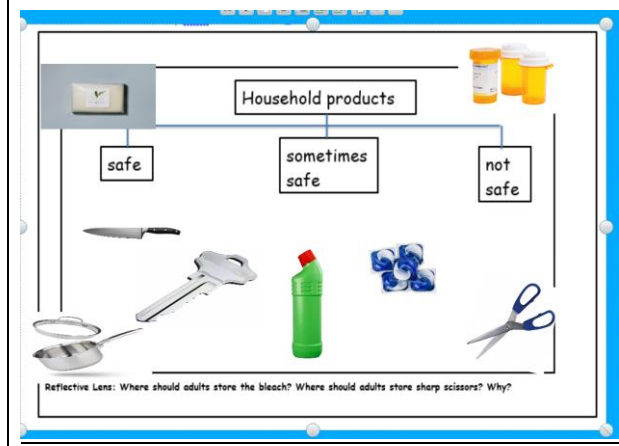 Household products
safe
sometimes
safe
not
safe
Reflective Lens: Where should adults store the bleach? Where should adults store sharp scissors? Why?